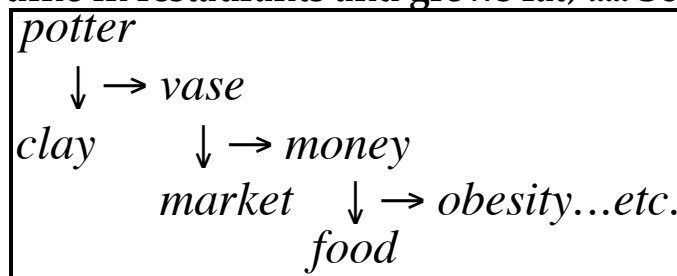 potter
↓ → vase
clay ↓ → money
market ↓ → obesity...etc.
food